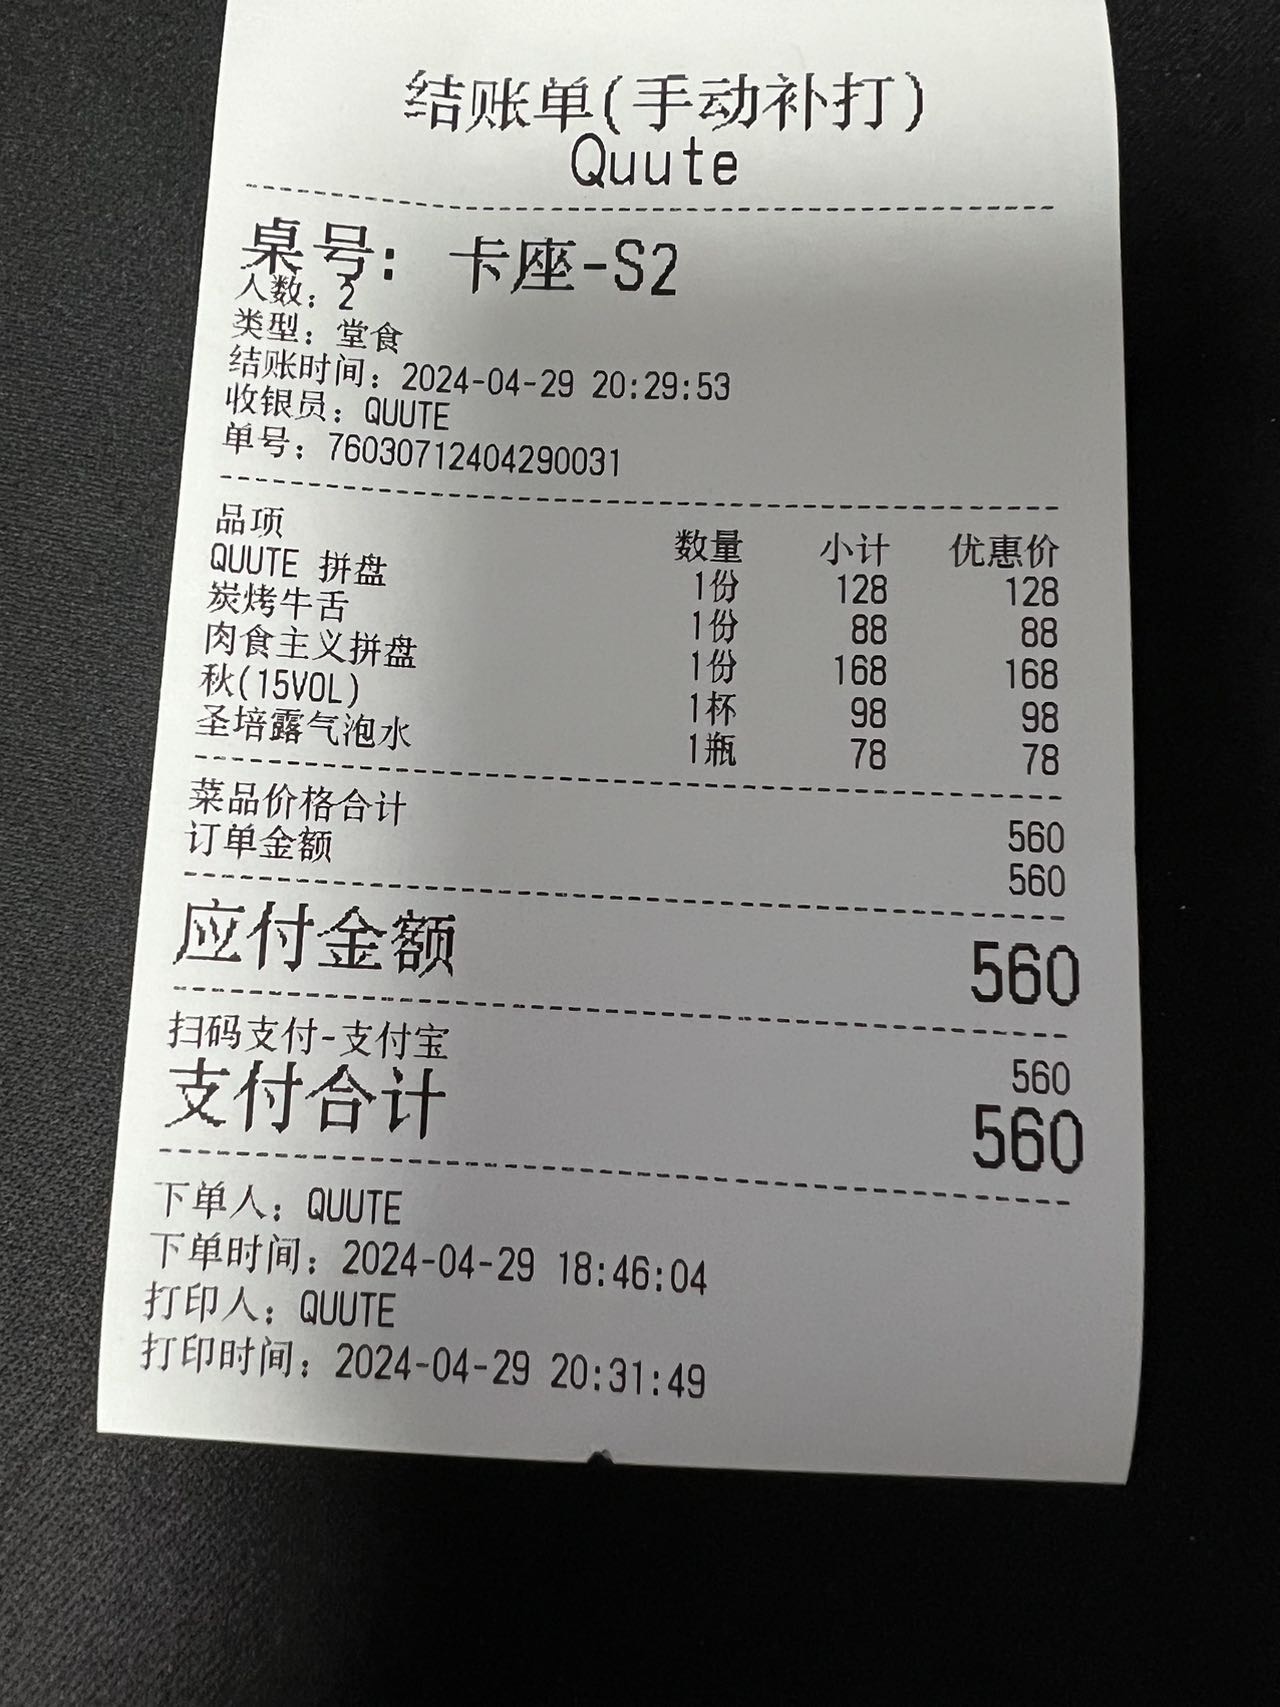 结账单(手动补打)
Quute
桌号: 卡座-S2
人数: 2
类型: 堂食
结账时间: 2024-04-29 20:29:53
收银员: QUUTE
单号: 76030712404290031
品项 数量 小计 优惠价
QUUTE 拼盘 1份 128 128
炭烤牛舌 1份 88 88
肉食主义拼盘 1份 168 168
秋(15VOL) 1杯 98 98
圣培露气泡水 1瓶 78 78
菜品价格合计 560
订单金额 560
应付金额 560
扫码支付-支付宝 560
支付合计 560
下单人: QUUTE
下单时间: 2024-04-29 18:46:04
打印人: QUUTE
打印时间: 2024-04-29 20:31:49